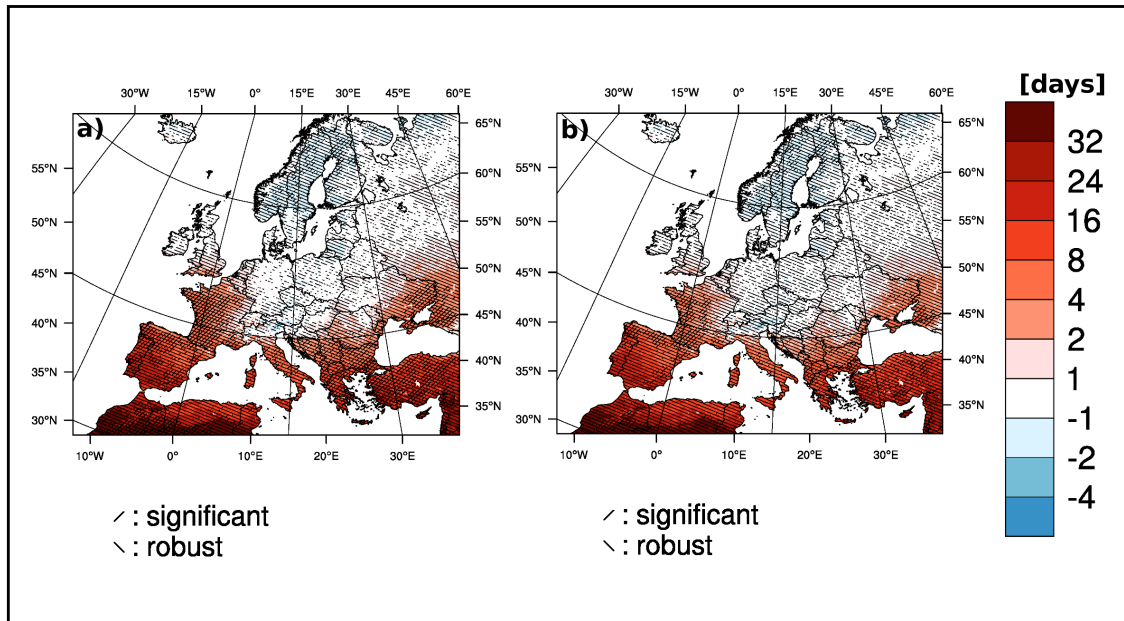 [days]
30°W 15°W 0° 15°E 30°E 45°E 60°E
30°W 15°W 0° 15°E 30°E 45°E 60°E
a)
b)
65°N
60°N
55°N
50°N
45°N
40°N
35°N
55°N
50°N
45°N
40°N
35°N
30°N
65°N
60°N
55°N
50°N
45°N
40°N
35°N
55°N
50°N
45°N
40°N
35°N
30°N
10°W 0° 10°E 20°E 30°E
10°W 0° 10°E 20°E 30°E
32
24
16
8
4
2
1
-1
-2
-4
: significant
: robust
: significant
: robust